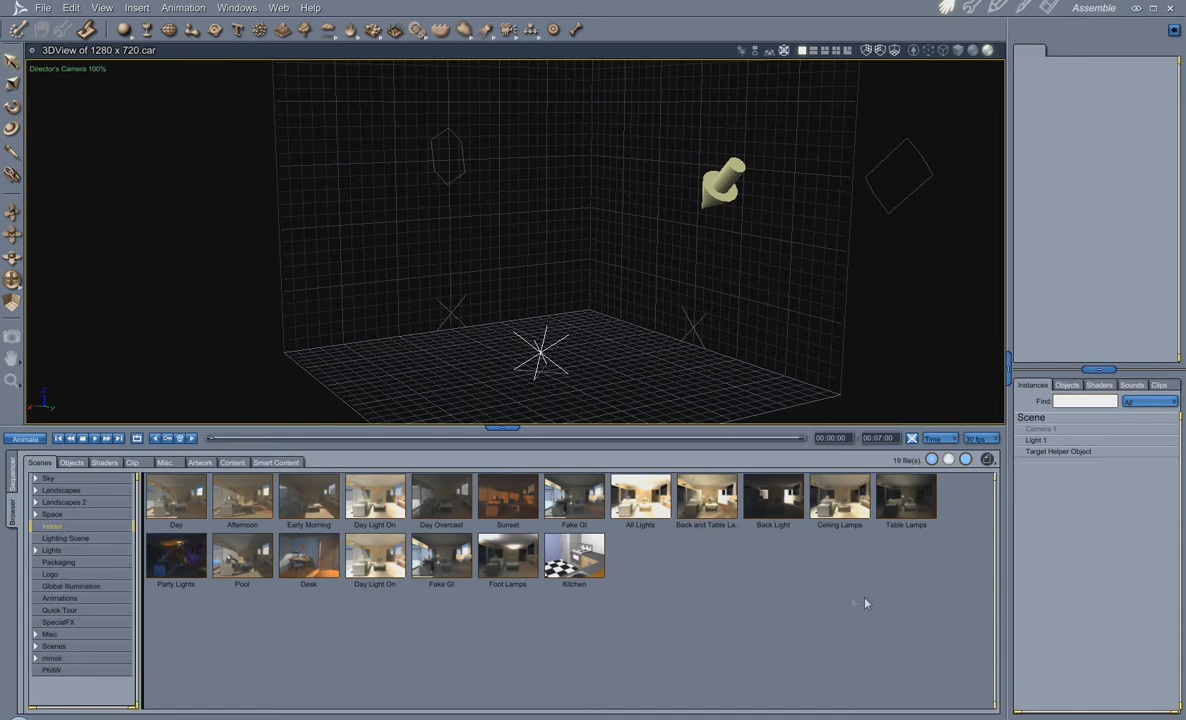 File Edit View Insert Animation Windows Web Help Assemble
3DView of 1280 x 720.car
Director's Camera 100%
Z
X
Y
Instances Objects Shaders Sounds Clips
Find: All
Scene
Camera 1
Light 1
Target Helper Object
Animate 00:00:00 / 00:07:00 Time 30 fps
Sequencer
Browser
Scenes Objects Shaders Clip Misc. Artwork Content Smart Content 19 file(s)
Sky
Landscapes
Landscapes 2
Space
Indoor
Lighting Scene
Lights
Packaging
Logo
Global Illumination
Animations
Quick Tour
SpecialFX
Misc
Scenes
mmoir
PhilW
Day Afternoon Early Morning Day Light On Day Overcast Sunset Fake GI All Lights Back and Table La. Back Light Ceiling Lamps Table Lamps
Party Lights Pool Desk Day Light On Fake GI Foot Lamps Kitchen